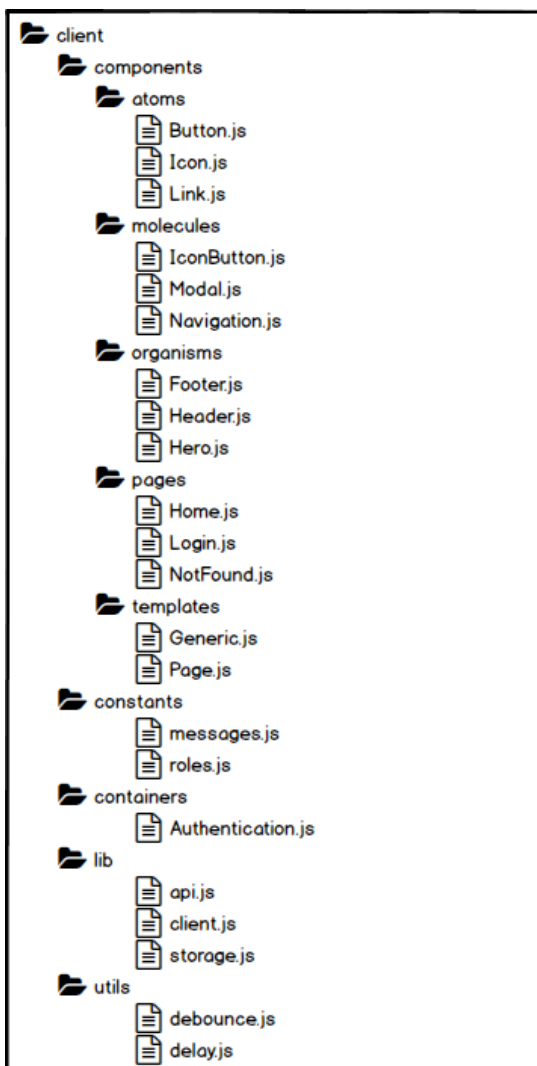 client
components
atoms
Button.js
Icon.js
Link.js
molecules
IconButton.js
Modal.js
Navigation.js
organisms
Footer.js
Header.js
Hero.js
pages
Home.js
Login.js
NotFound.js
templates
Generic.js
Page.js
constants
messages.js
roles.js
containers
Authentication.js
lib
api.js
client.js
storage.js
utils
debounce.js
delay.js